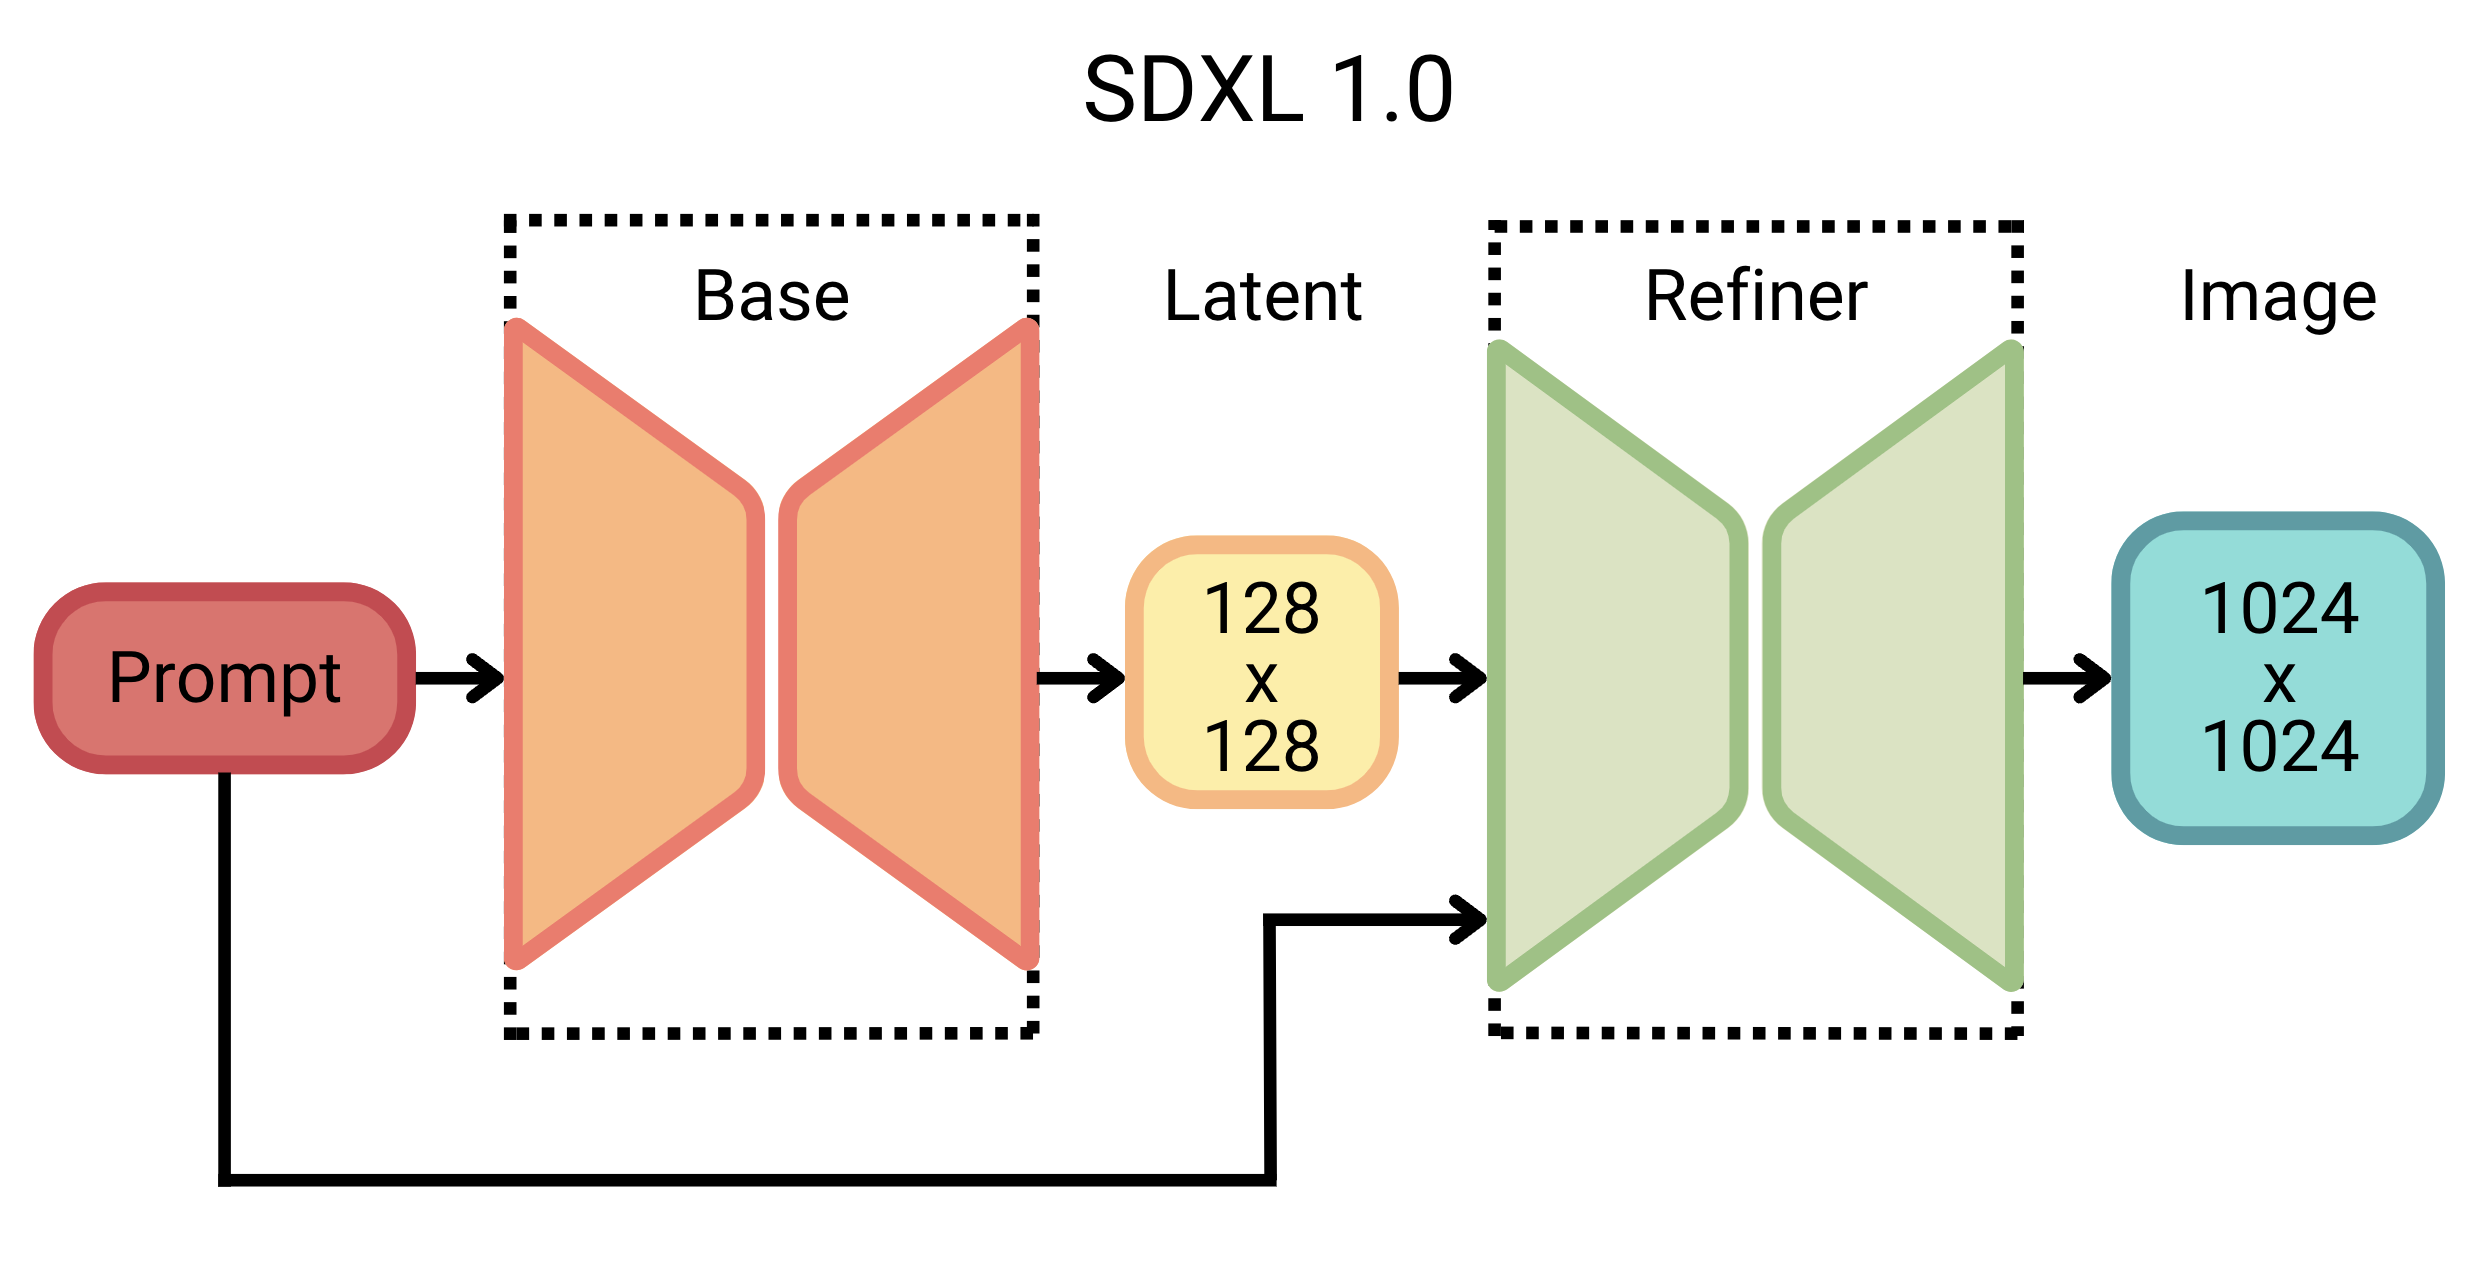 SDXL 1.0
Base
Latent
Refiner
Image
Prompt
128
x
128
1024
x
1024